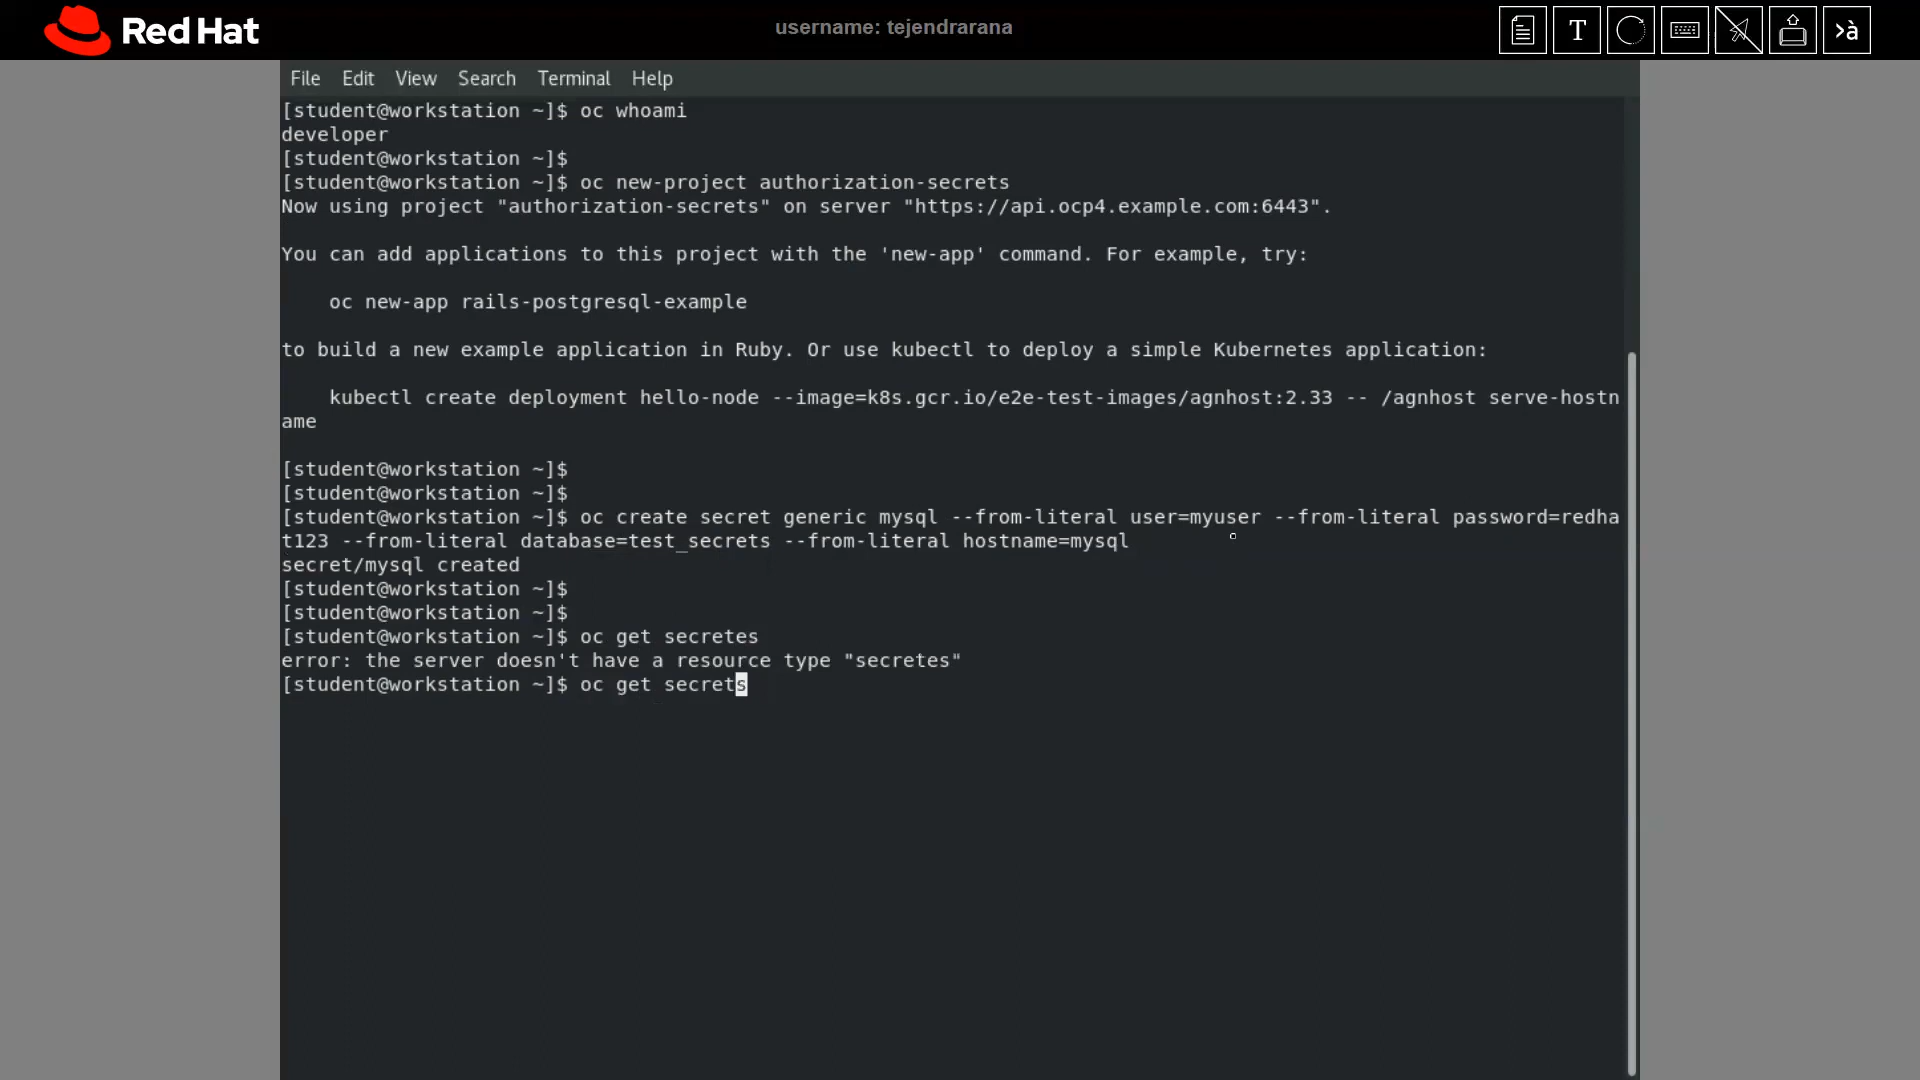 Red Hat
username: tejendrarana
T
>à
File Edit View Search Terminal Help
[student@workstation ~]$ oc whoami
developer
[student@workstation ~]$
[student@workstation ~]$ oc new-project authorization-secrets
Now using project "authorization-secrets" on server "https://api.ocp4.example.com:6443".
You can add applications to this project with the 'new-app' command. For example, try:
oc new-app rails-postgresql-example
to build a new example application in Ruby. Or use kubectl to deploy a simple Kubernetes application:
kubectl create deployment hello-node --image=k8s.gcr.io/e2e-test-images/agnhost:2.33 -- /agnhost serve-hostn
ame
[student@workstation ~]$
[student@workstation ~]$
[student@workstation ~]$ oc create secret generic mysql --from-literal user=myuser --from-literal password=redha
t123 --from-literal database=test_secrets --from-literal hostname=mysql
secret/mysql created
[student@workstation ~]$
[student@workstation ~]$
[student@workstation ~]$ oc get secretes
error: the server doesn't have a resource type "secretes"
[student@workstation ~]$ oc get secrets